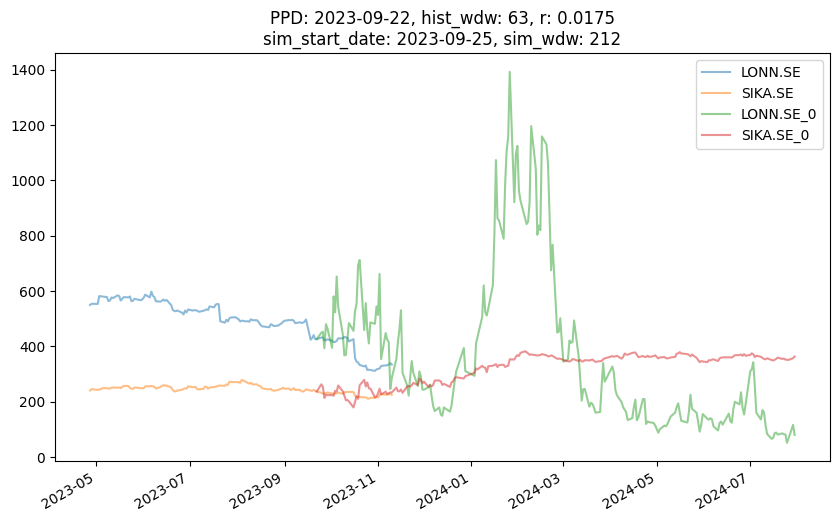 PPD: 2023-09-22, hist_wdw: 63, r: 0.0175
sim_start_date: 2023-09-25, sim_wdw: 212
LONN.SE
SIKA.SE
LONN.SE_0
SIKA.SE_0
1400
1200
1000
800
600
400
200
0
2023-05
2023-07
2023-09
2023-11
2024-01
2024-03
2024-05
2024-07